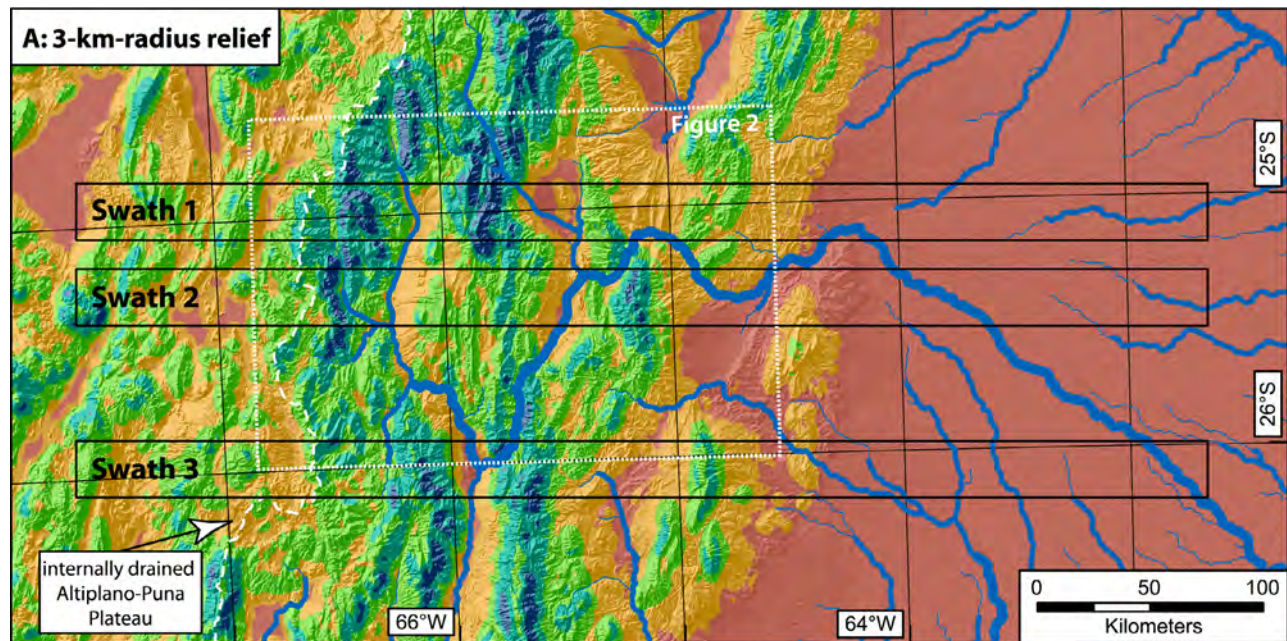 A: 3-km-radius relief
Figure 2
25°S
Swath 1
Swath 2
26°S
Swath 3
internally drained
Altiplano-Puna
Plateau
66°W
64°W
0 50 100
Kilometers